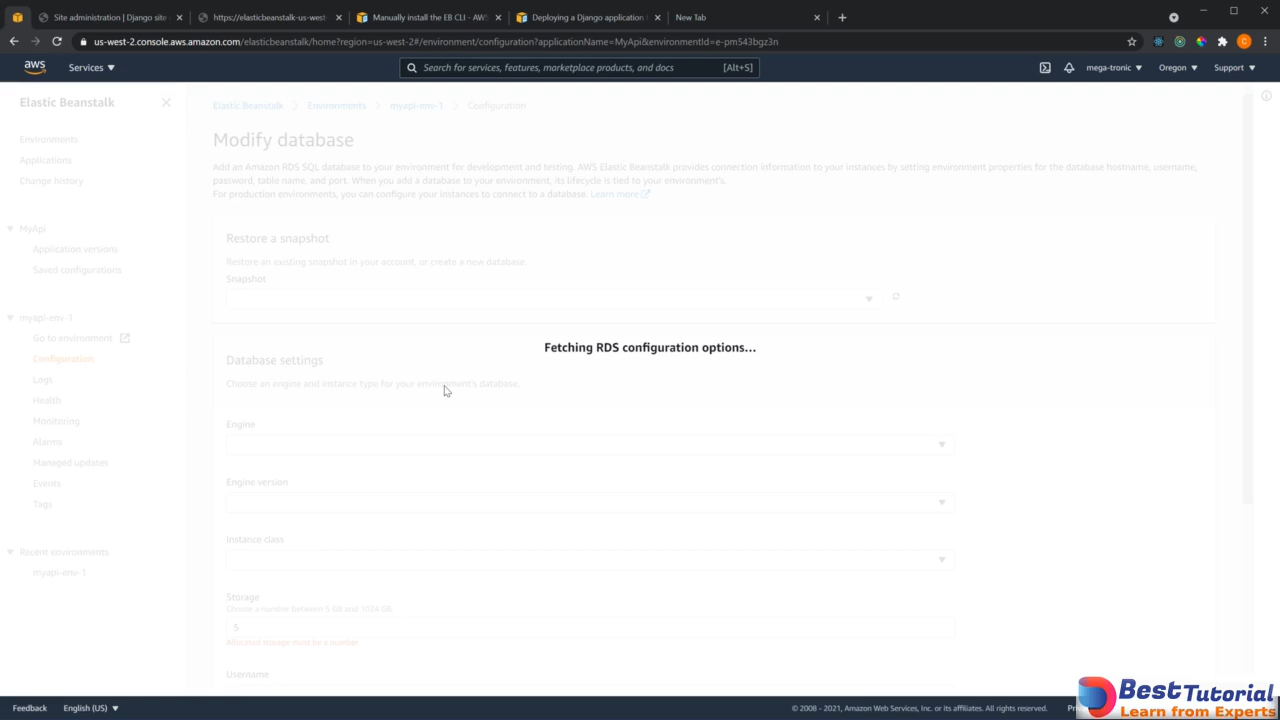 Site administration | Django site
https://elasticbeanstalk-us-west-
Manually install the EB CLI - AWS
Deploying a Django application
New Tab
us-west-2.console.aws.amazon.com/elasticbeanstalk/home?region=us-west-2#/environment/configuration?applicationName=MyApi&environmentId=e-pm543bgz3n
C
aws
Services
Search for services, features, marketplace products, and docs
[Alt+S]
mega-tronic
Oregon
Support
Elastic Beanstalk
Environments
Applications
Change history
MyApi
Application versions
Saved configurations
myapi-env-1
Go to environment
Configuration
Logs
Health
Monitoring
Alarms
Managed updates
Events
Tags
Recent environments
myapi-env-1
Elastic Beanstalk
Environments
myapi-env-1
Configuration
Modify database
Add an Amazon RDS SQL database to your environment for development and testing. AWS Elastic Beanstalk provides connection information to your instances by setting environment properties for the database hostname, username,
password, table name, and port. When you add a database to your environment, its lifecycle is tied to your environment's.
For production environments, you can configure your instances to connect to a database. Learn more
Restore a snapshot
Restore an existing snapshot in your account, or create a new database.
Snapshot
Fetching RDS configuration options...
Database settings
Choose an engine and instance type for your environment's database.
Engine
Engine version
Instance class
Storage
Choose a number between 5 GB and 1024 GB.
5
Allocated storage must be a number
Username
Feedback
English (US)
© 2008 - 2021, Amazon Web Services, Inc. or its affiliates. All rights reserved.
BestTutorial
Learn from Experts